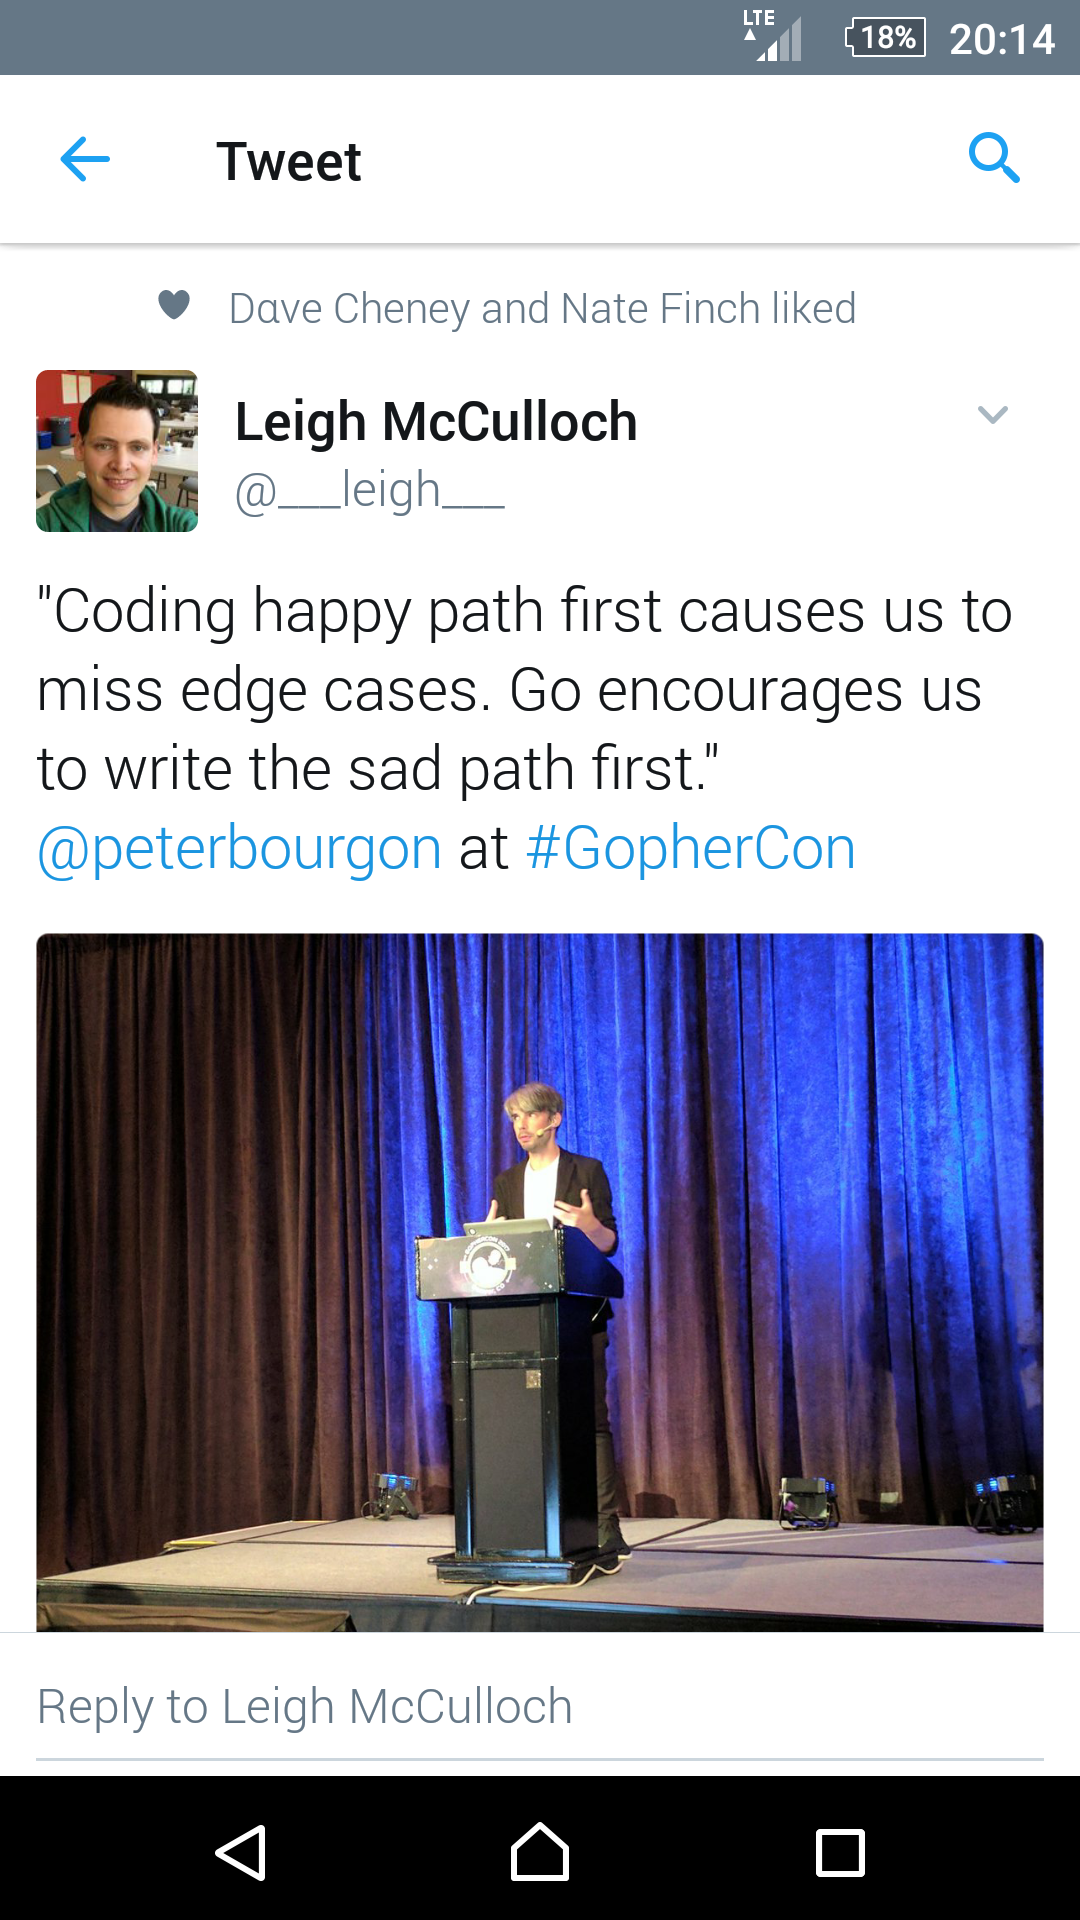 LTE
18% 20:14
Tweet
Dave Cheney and Nate Finch liked
Leigh McCulloch
@___leigh___
"Coding happy path first causes us to
miss edge cases. Go encourages us
to write the sad path first."
@peterbourgon at #GopherCon
Reply to Leigh McCulloch